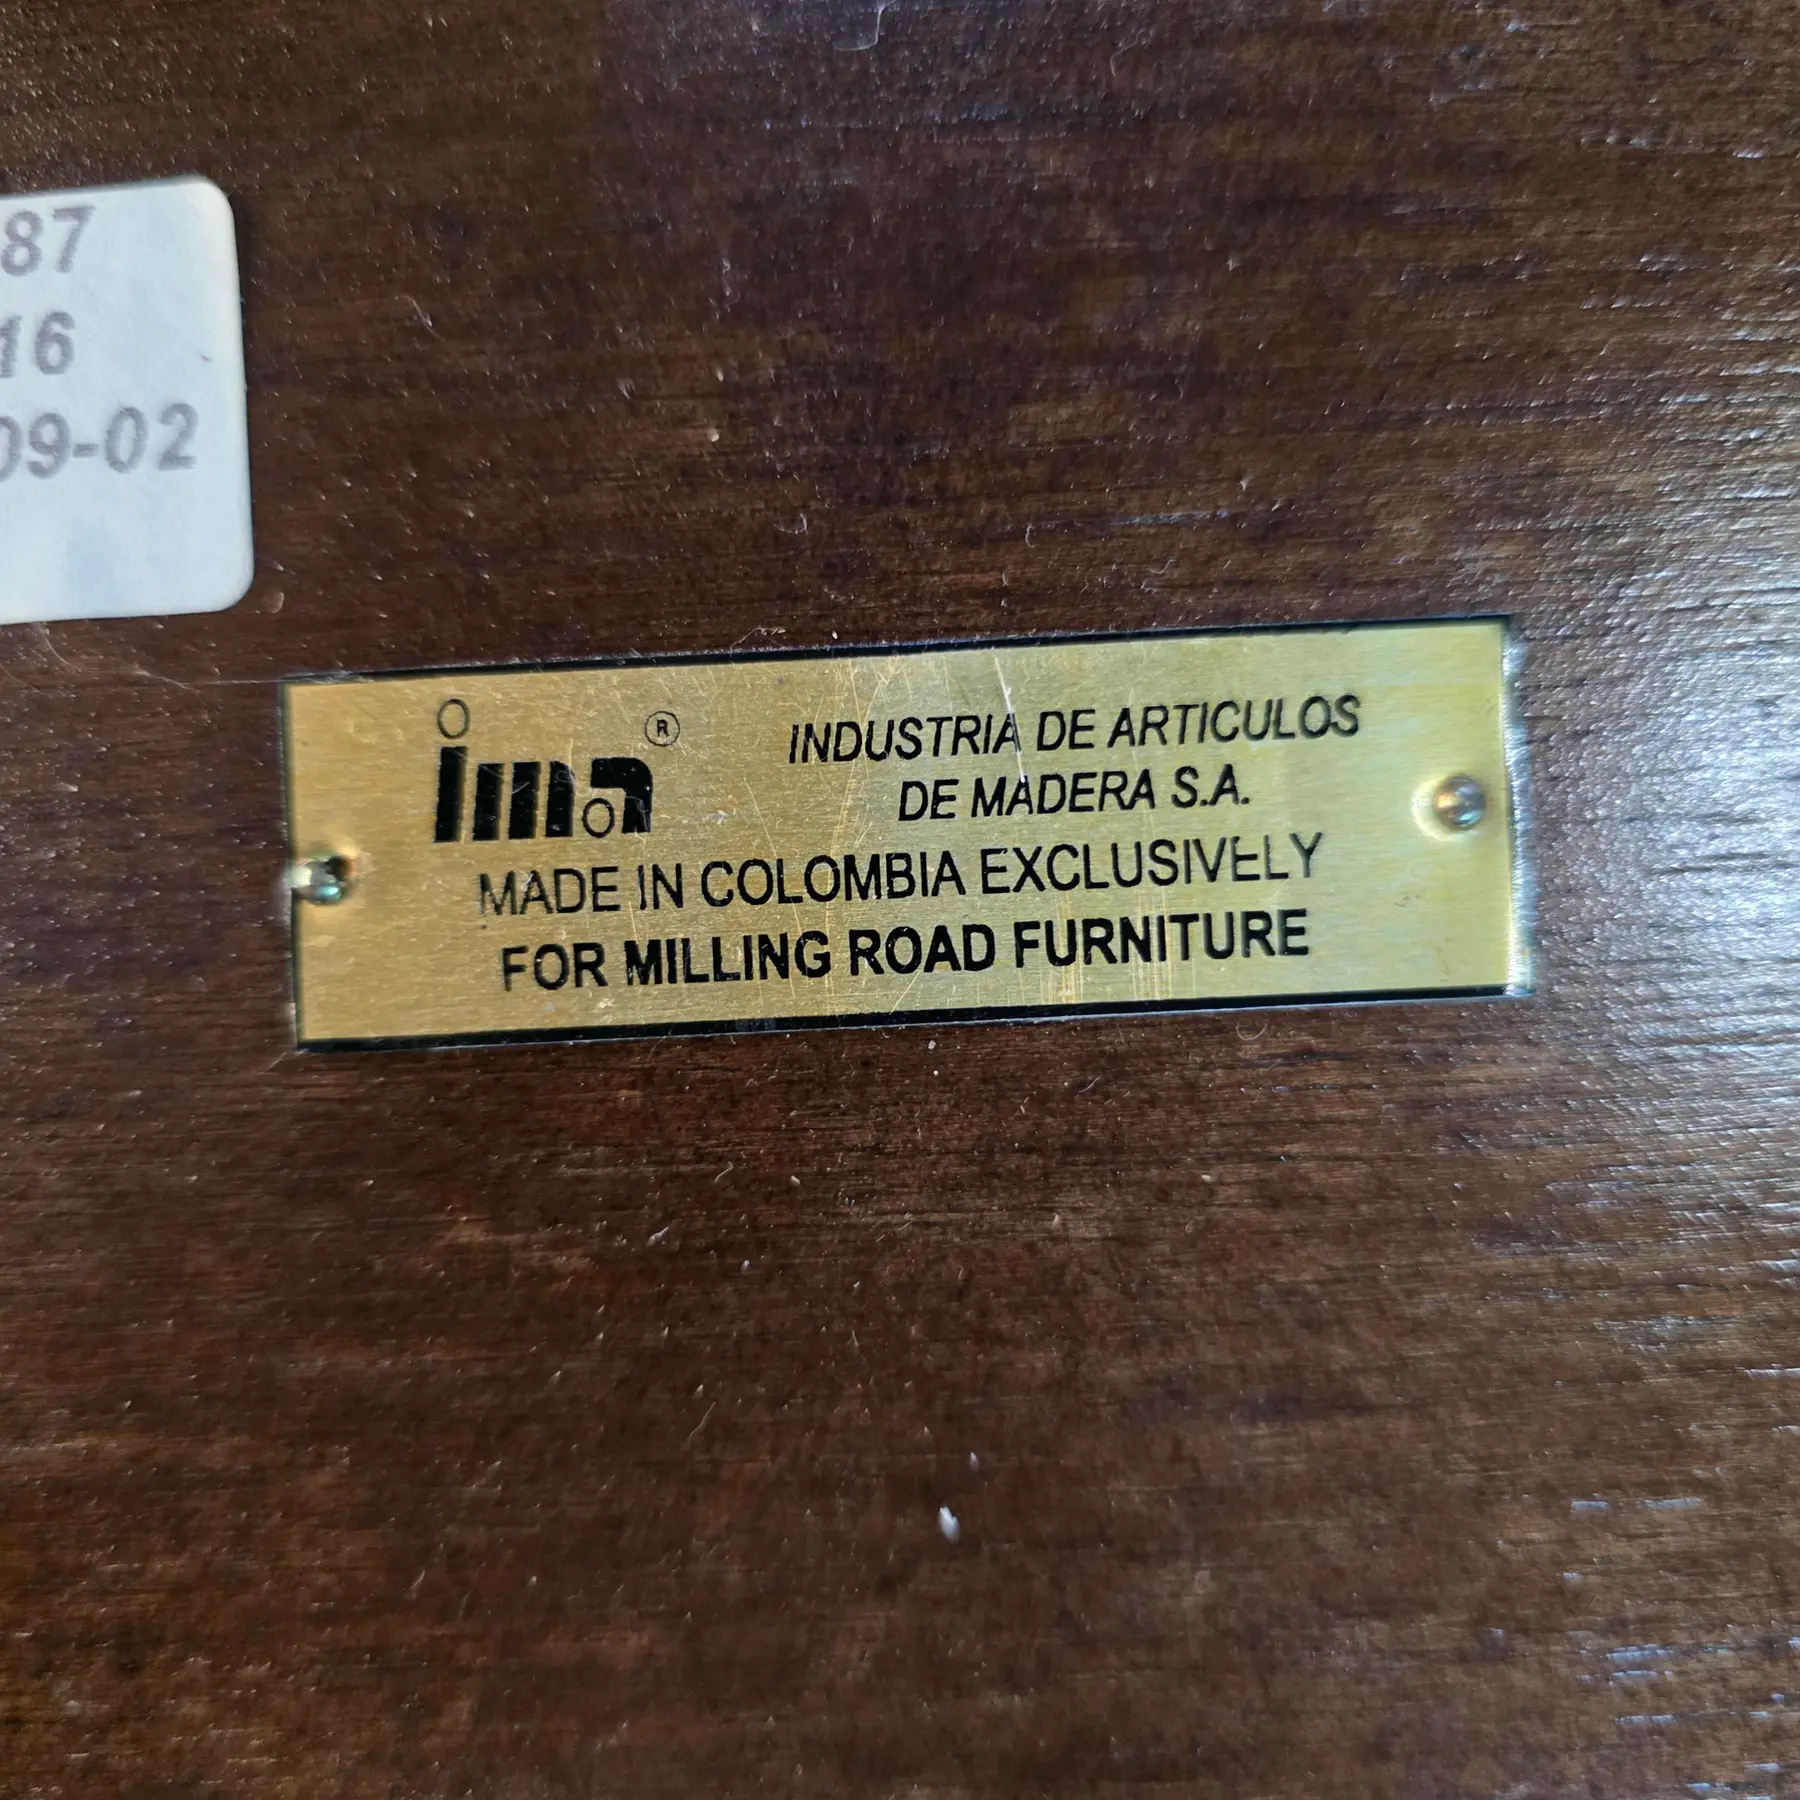 87
16
09-02
ima ®
INDUSTRIA DE ARTICULOS
DE MADERA S.A.
MADE IN COLOMBIA EXCLUSIVELY
FOR MILLING ROAD FURNITURE